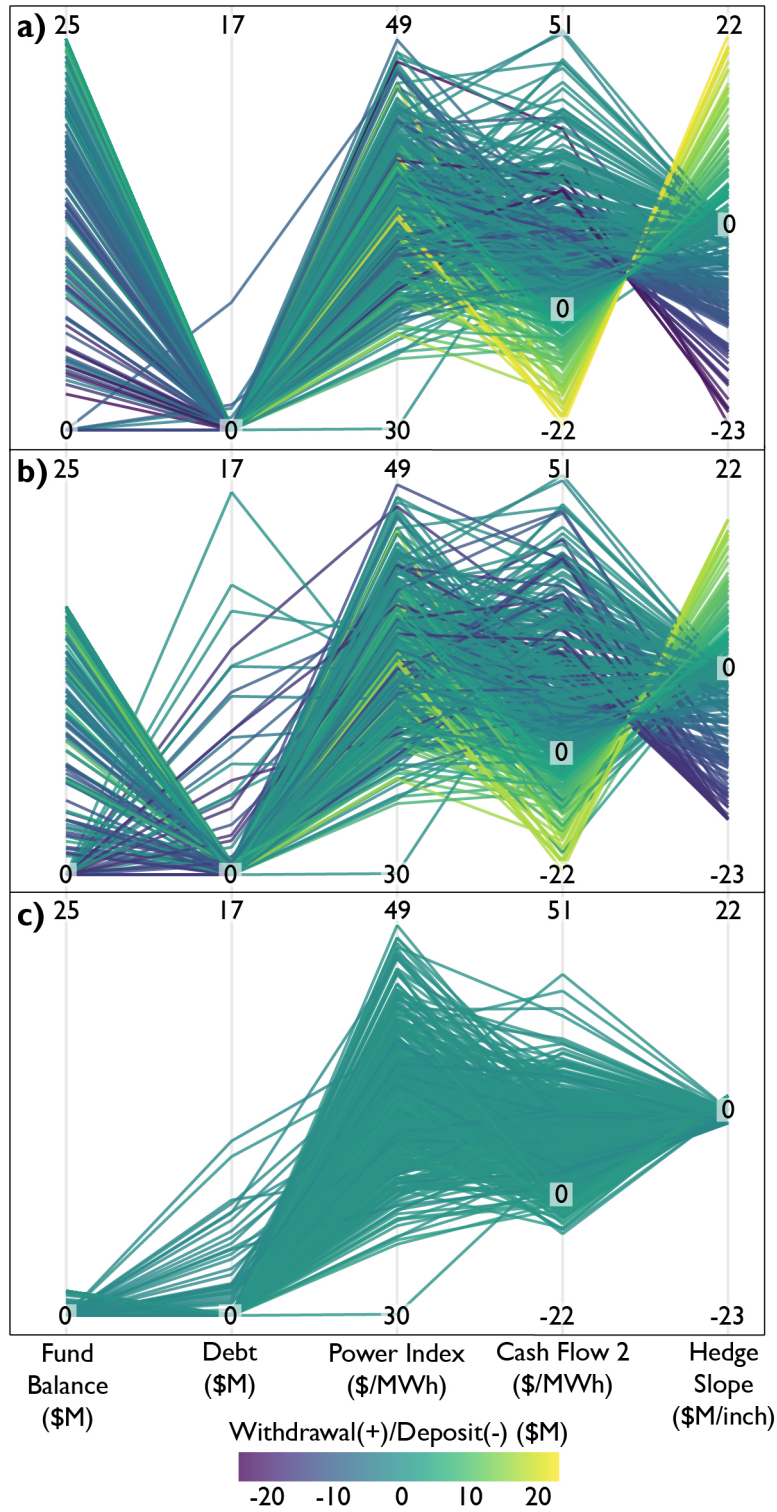 a)
25 17 49 51 22
0
0
0 0 30 -22 -23
b)
25 17 49 51 22
0
0
0 0 30 -22 -23
c)
25 17 49 51 22
0
0
0 0 30 -22 -23
Fund Balance ($M)
Debt ($M)
Power Index ($/MWh)
Cash Flow 2 ($/MWh)
Hedge Slope ($M/inch)
Withdrawal(+)/Deposit(-) ($M)
-20 -10 0 10 20